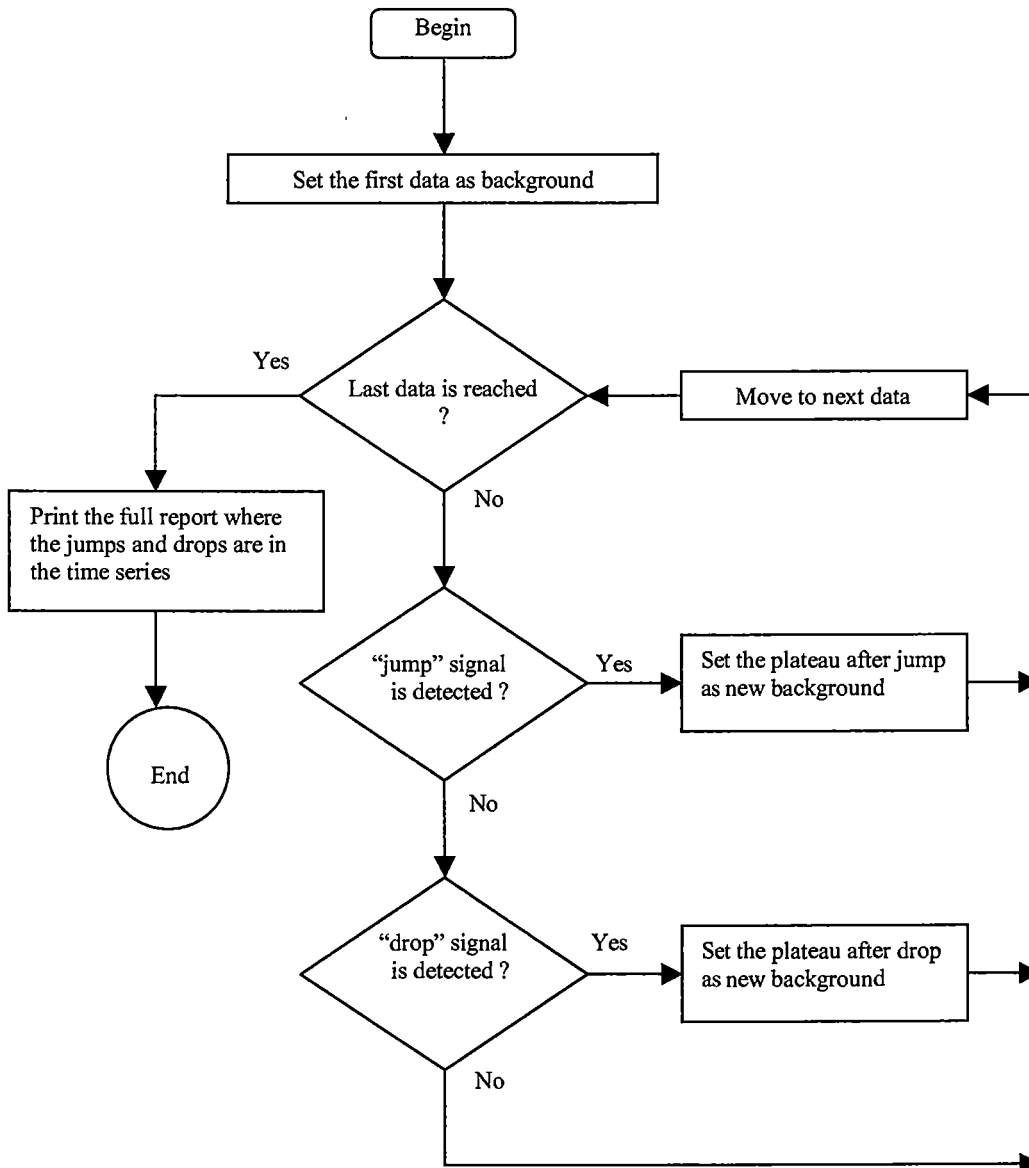 Begin
Set the first data as background
Yes
Last data is reached
?
Move to next data
No
Print the full report where
the jumps and drops are in
the time series
“jump” signal
is detected ?
Yes
Set the plateau after jump
as new background
End
No
“drop” signal
is detected ?
Yes
Set the plateau after drop
as new background
No